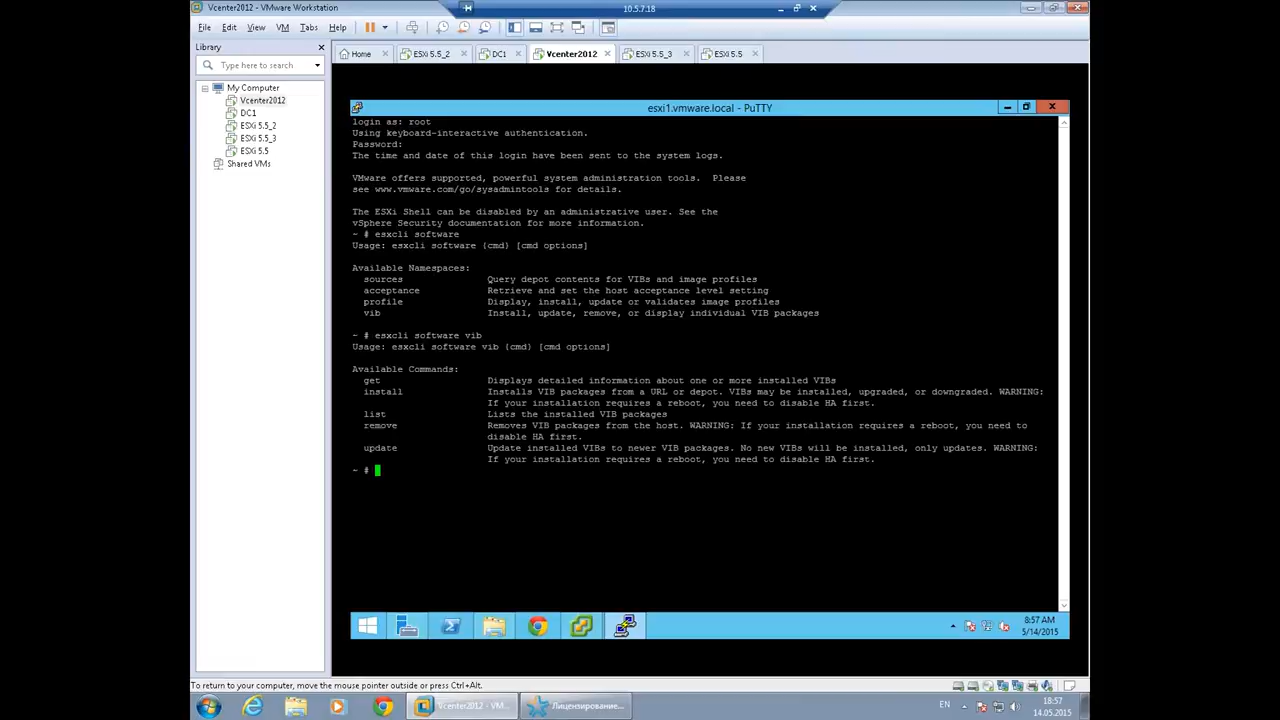 Vcenter2012 - VMware Workstation
10.5.7.18
File Edit View VM Tabs Help
Library
Type here to search
My Computer
Vcenter2012
DC1
ESXi 5.5_2
ESXi 5.5_3
ESXi 5.5
Shared VMs
Home ESXi 5.5_2 DC1 Vcenter2012 ESXi 5.5_3 ESXi 5.5
esxi1.vmware.local - PuTTY
login as: root
Using keyboard-interactive authentication.
Password:
The time and date of this login have been sent to the system logs.
VMware offers supported, powerful system administration tools. Please
see www.vmware.com/go/sysadmintools for details.
The ESXi Shell can be disabled by an administrative user. See the
vSphere Security documentation for more information.
~ # esxcli software
Usage: esxcli software {cmd} [cmd options]
Available Namespaces:
sources Query depot contents for VIBs and image profiles
acceptance Retrieve and set the host acceptance level setting
profile Display, install, update or validates image profiles
vib Install, update, remove, or display individual VIB packages
~ # esxcli software vib
Usage: esxcli software vib {cmd} [cmd options]
Available Commands:
get Displays detailed information about one or more installed VIBs
install Installs VIB packages from a URL or depot. VIBs may be installed, upgraded, or downgraded. WARNING:
If your installation requires a reboot, you need to disable HA first.
list Lists the installed VIB packages
remove Removes VIB packages from the host. WARNING: If your installation requires a reboot, you need to
disable HA first.
update Update installed VIBs to newer VIB packages. No new VIBs will be installed, only updates. WARNING:
If your installation requires a reboot, you need to disable HA first.
~ #
8:57 AM
5/14/2015
To return to your computer, move the mouse pointer outside or press Ctrl+Alt.
Vcenter2012 - VM...
Лицензирование...
EN
18:57
14.05.2015